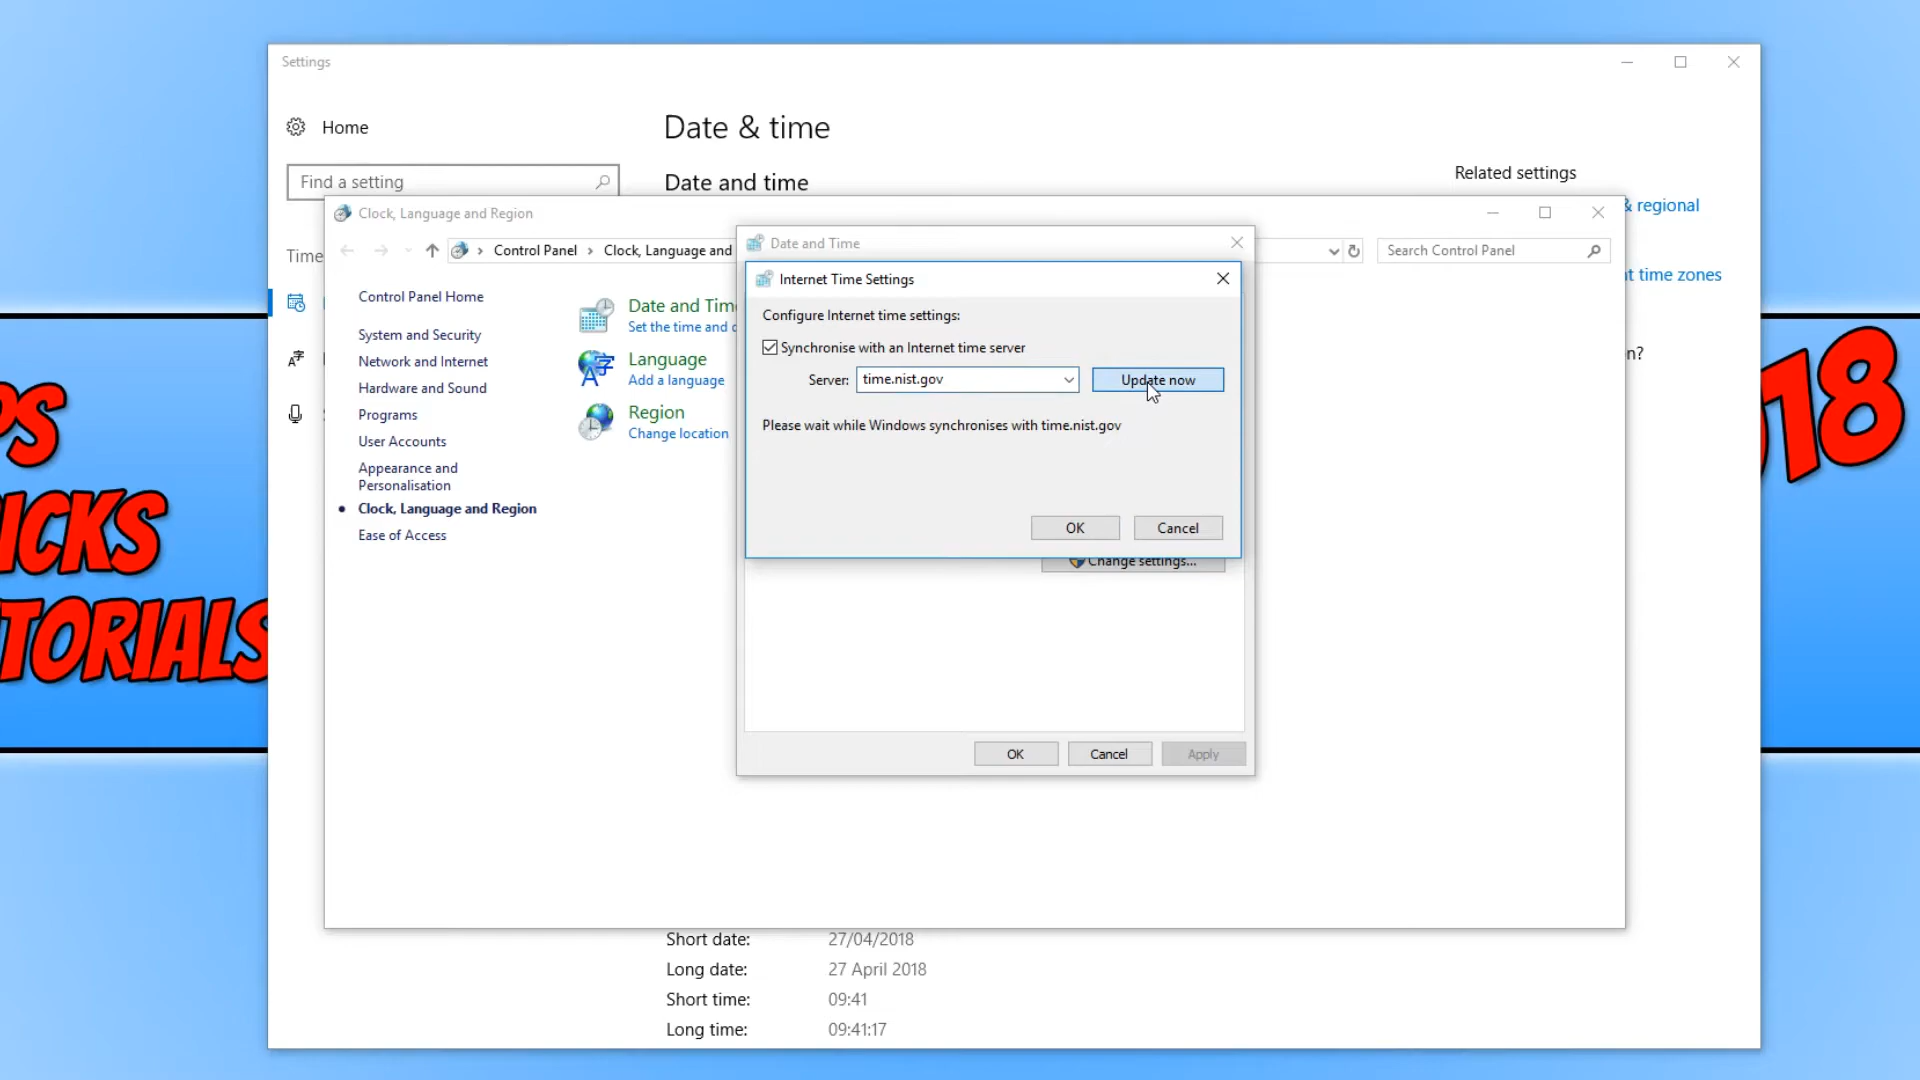 Settings
Home
Date & time
Find a setting
Date and time
Related settings
Clock, Language and Region
& regional
Time
Control Panel > Clock, Language and
Date and Time
Search Control Panel
time zones
Internet Time Settings
Configure Internet time settings:
Synchronise with an Internet time server
Server: time.nist.gov
Update now
Please wait while Windows synchronises with time.nist.gov
OK
Cancel
Change settings...
OK
Cancel
Apply
Control Panel Home
System and Security
Network and Internet
Hardware and Sound
Programs
User Accounts
Appearance and
Personalisation
Clock, Language and Region
Ease of Access
Date and Tim
Set the time and
Language
Add a language
Region
Change location
Short date: 27/04/2018
Long date: 27 April 2018
Short time: 09:41
Long time: 09:41:17
PS
ICKS
TORIALS
18